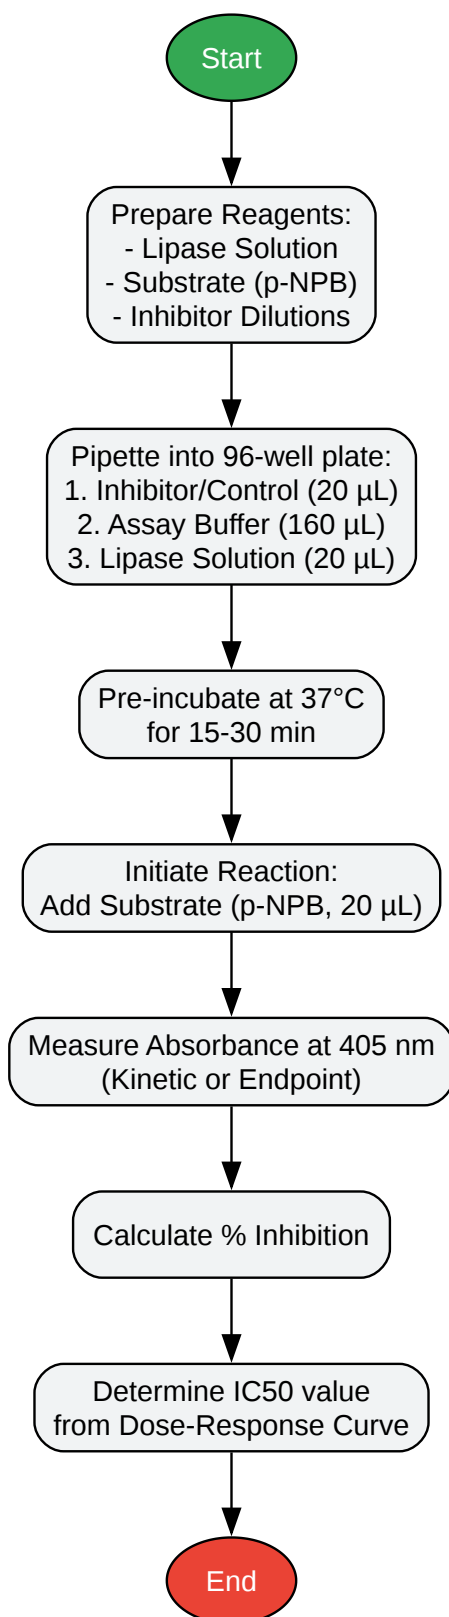 Start
Prepare Reagents:
- Lipase Solution
- Substrate (p-NPB)
- Inhibitor Dilutions
Pipette into 96-well plate:
1. Inhibitor/Control (20 µL)
2. Assay Buffer (160 µL)
3. Lipase Solution (20 µL)
Pre-incubate at 37°C
for 15-30 min
Initiate Reaction:
Add Substrate (p-NPB, 20 µL)
Measure Absorbance at 405 nm
(Kinetic or Endpoint)
Calculate % Inhibition
Determine IC50 value
from Dose-Response Curve
End